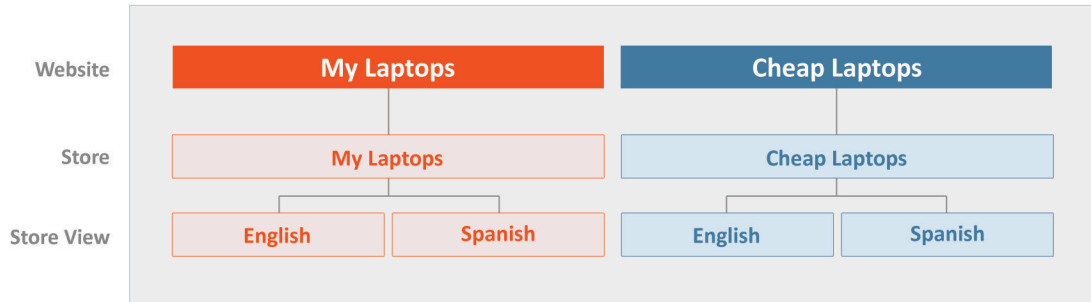 Website
My Laptops
Cheap Laptops
Store
My Laptops
Cheap Laptops
Store View
English
Spanish
English
Spanish